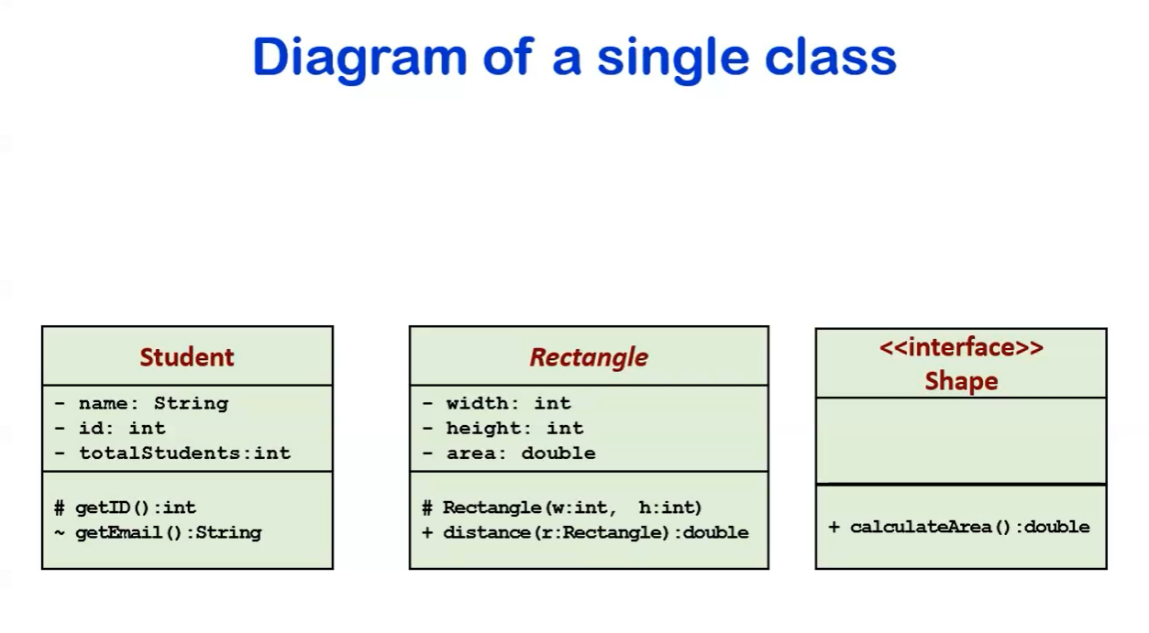 Diagram of a single class
Student
- name: String
- id: int
- totalStudents:int
# getID():int
~ getEmail():String
Rectangle
- width: int
- height: int
- area: double
# Rectangle(w:int, h:int)
+ distance(r:Rectangle):double
<<interface>>
Shape
+ calculateArea():double